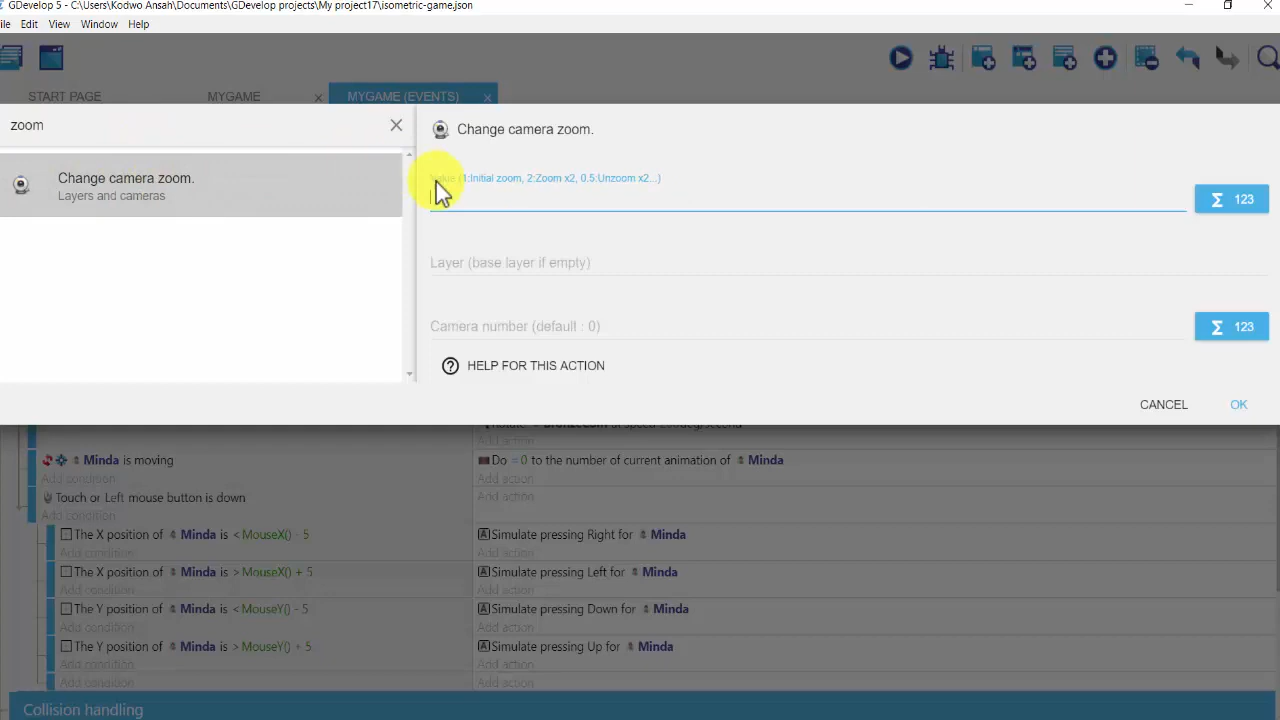 GDevelop 5 - C:\Users\Kodwo Ansah\Documents\GDevelop projects\My project17\isometric-game.json
ile Edit View Window Help
START PAGE MYGAME MYGAME (EVENTS)
zoom
Change camera zoom.
Layers and cameras
Change camera zoom.
Value (1:Initial zoom, 2:Zoom x2, 0.5:Unzoom x2...)
Σ 123
Layer (base layer if empty)
Camera number (default : 0)
Σ 123
HELP FOR THIS ACTION
CANCEL OK
Add action
Minda is moving Do =0 to the number of current animation of Minda
Add condition Add action
Touch or Left mouse button is down Add action
Add condition
The X position of Minda is < MouseX() - 5 Simulate pressing Right for Minda
Add condition Add action
The X position of Minda is > MouseX() + 5 Simulate pressing Left for Minda
Add condition Add action
The Y position of Minda is < MouseY() - 5 Simulate pressing Down for Minda
Add condition Add action
The Y position of Minda is > MouseY() + 5 Simulate pressing Up for Minda
Add condition Add action
Add condition Add action
Collision handling